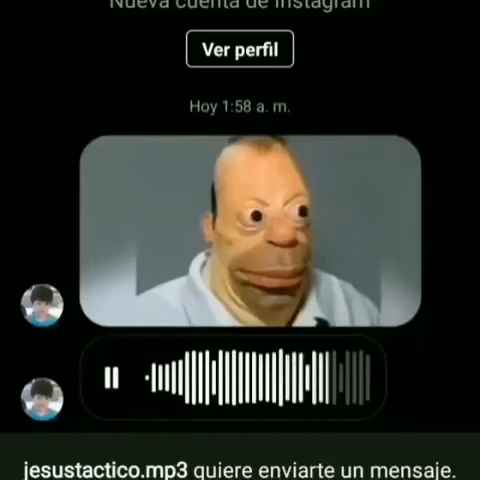 Nueva cuenta de Instagram
Ver perfil
Hoy 1:58 a. m.
jesustactico.mp3 quiere enviarte un mensaje.